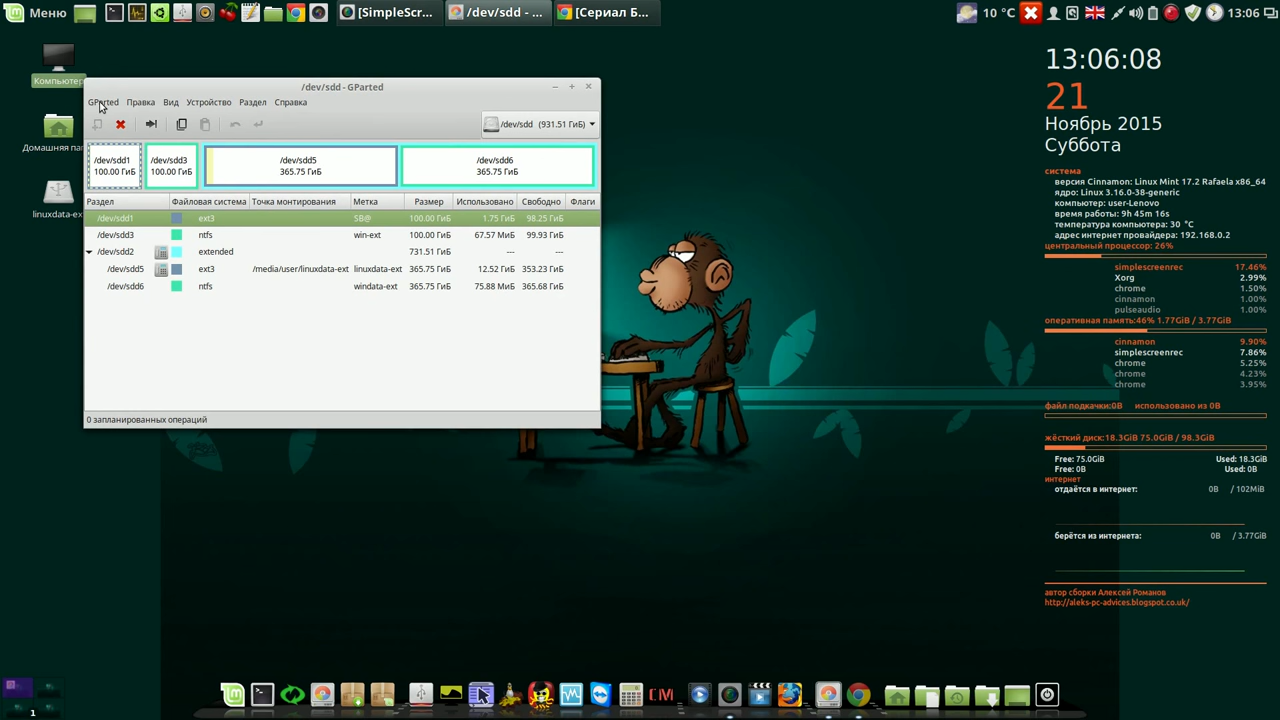 Меню
[SimpleScr...
/dev/sdd - ...
[Сериал Б...
10 °C
13:06
Компьютер
Домашняя па
linuxdata-ex
/dev/sdd - GParted
GParted Правка Вид Устройство Раздел Справка
/dev/sdd (931.51 ГиБ)
/dev/sdd1
100.00 ГиБ
/dev/sdd3
100.00 ГиБ
/dev/sdd5
365.75 ГиБ
/dev/sdd6
365.75 ГиБ
Раздел Файловая система Точка монтирования Метка Размер Использовано Свободно Флаги
/dev/sdd1 ext3 SB@ 100.00 ГиБ 1.75 ГиБ 98.25 ГиБ
/dev/sdd3 ntfs win-ext 100.00 ГиБ 67.57 МиБ 99.93 ГиБ
/dev/sdd2 extended 731.51 ГиБ --- ---
/dev/sdd5 ext3 /media/user/linuxdata-ext linuxdata-ext 365.75 ГиБ 12.52 ГиБ 353.23 ГиБ
/dev/sdd6 ntfs windata-ext 365.75 ГиБ 75.88 МиБ 365.68 ГиБ
0 запланированных операций
13:06:08
21
Ноябрь 2015
Суббота
система
версия Cinnamon: Linux Mint 17.2 Rafaela x86_64
ядро: Linux 3.16.0-38-generic
компьютер: user-Lenovo
время работы: 9h 45m 16s
температура компьютера: 30 °C
адрес интернет провайдера: 192.168.0.2
центральный процессор: 26%
simplescreenrec 17.46%
Xorg 2.99%
chrome 1.50%
cinnamon 1.00%
pulseaudio 1.00%
оперативная память:46% 1.77GiB / 3.77GiB
cinnamon 9.90%
simplescreenrec 7.86%
chrome 5.25%
chrome 4.23%
chrome 3.95%
файл подкачки:0B использовано из 0B
жёсткий диск:18.3GiB 75.0GiB / 98.3GiB
Free: 75.0GiB Used: 18.3GiB
Free: 0B Used: 0B
интернет
отдаётся в интернет: 0B / 102MiB
берётся из интернета: 0B / 3.77GiB
автор сборки Алексей Романов
http://aleks-pc-advices.blogspot.co.uk/
CM
1